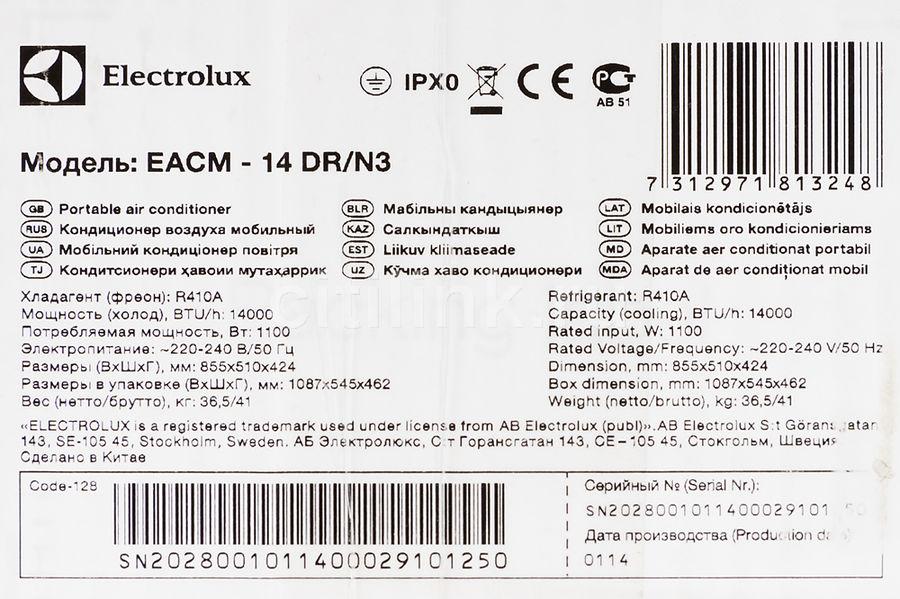 Electrolux
IPX0
AB 51
Модель: EACM - 14 DR/N3
7 312971 813248
GB Portable air conditioner
RUS Кондиционер воздуха мобильный
UA Мобільний кондиціонер повітря
TJ Кондитсионери ҳавоии мутаҳаррик
BLR Мабільны кандыцыянер
KAZ Салкындаткыш
EST Liikuv kliimaseade
UZ Кўчма хаво кондиционери
LAT Mobilais kondicionētājs
LIT Mobiliems oro kondicionieriams
MD Aparate aer conditionat portabil
MDA Aparat de aer condiționat mobil
Хладагент (фреон): R410A
Мощность (холод), BTU/h: 14000
Потребляемая мощность, Вт: 1100
Электропитание: ~220-240 В/50 Гц
Размеры (ВхШхГ), мм: 855x510x424
Размеры в упаковке (ВхШхГ), мм: 1087x545x462
Вес (нетто/брутто), кг: 36,5/41
Refrigerant: R410A
Capacity (cooling), BTU/h: 14000
Rated input, W: 1100
Rated Voltage/Frequency: ~220-240 V/50 Hz
Dimension, mm: 855x510x424
Box dimension, mm: 1087x545x462
Weight (netto/brutto), kg: 36,5/41
«ELECTROLUX is a registered trademark used under license from AB Electrolux (publ)».AB Electrolux S:t
143, SE-105 45, Stockholm, Sweden. АБ Электролюкс, С:т Горансгатан 143, СЕ-105 45, Стокгольм, Швеция
Сделано в Китае
Code-128
SN2028001011400029101250
Серийный № (Serial Nr.):
Дата производства (Production
0114